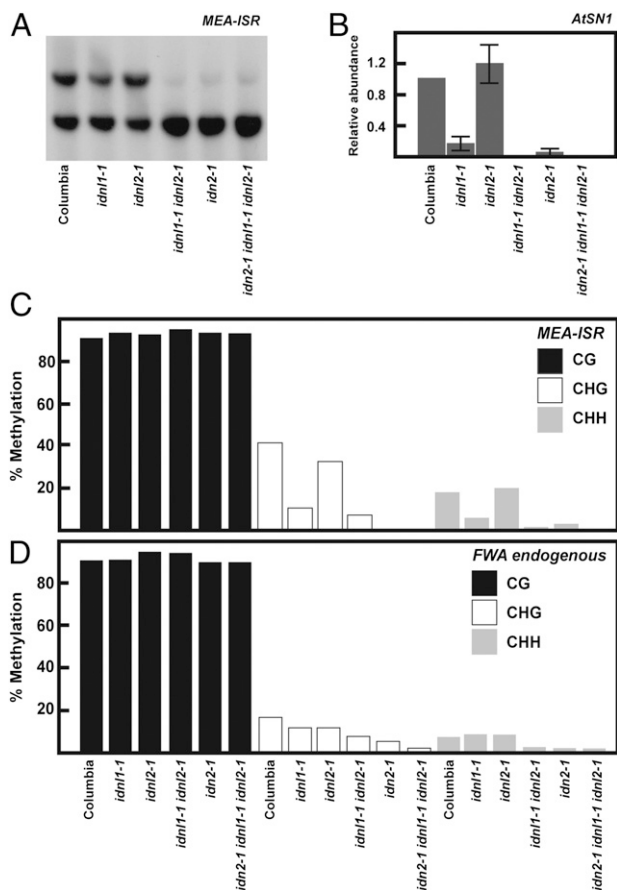 A
MEA-ISR
Columbia
idnl1-1
idnl2-1
idnl1-1 idnl2-1
idn2-1
idn2-1 idnl1-1 idnl2-1
B
AtSN1
Relative abundance
1.2
0.8
0.4
Columbia
idnl1-1
idnl2-1
idnl1-1 idnl2-1
idn2-1
idn2-1 idnl1-1 idnl2-1
C
MEA-ISR
CG
CHG
CHH
% Methylation
80
60
40
20
D
FWA endogenous
CG
CHG
CHH
% Methylation
80
60
40
20
Columbia
idnl1-1
idnl2-1
idnl1-1 idnl2-1
idn2-1
idn2-1 idnl1-1 idnl2-1
Columbia
idnl1-1
idnl2-1
idnl1-1 idnl2-1
idn2-1
idn2-1 idnl1-1 idnl2-1
Columbia
idnl1-1
idnl2-1
idnl1-1 idnl2-1
idn2-1
idn2-1 idnl1-1 idnl2-1